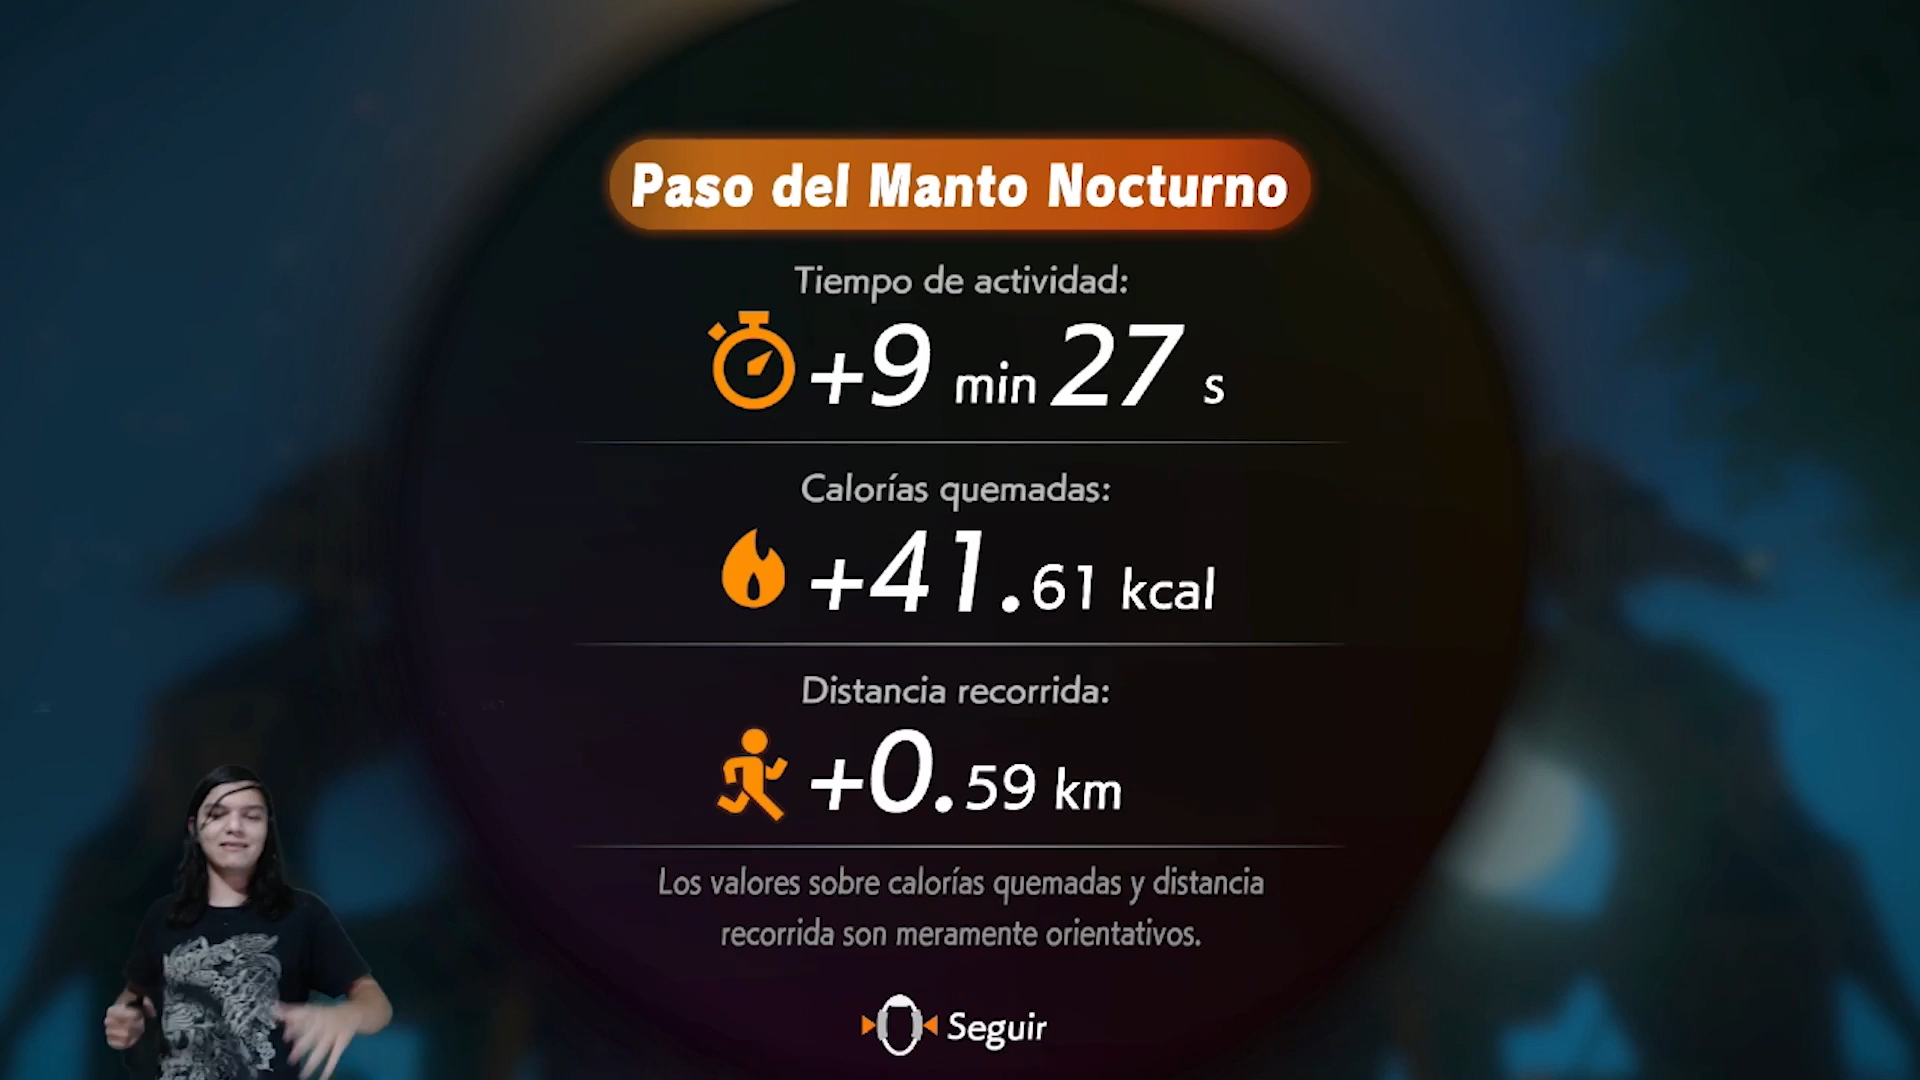 Paso del Manto Nocturno
Tiempo de actividad:
+9 min 27 s
Calorías quemadas:
+41.61 kcal
Distancia recorrida:
+0.59 km
Los valores sobre calorías quemadas y distancia
recorrida son meramente orientativos.
Seguir